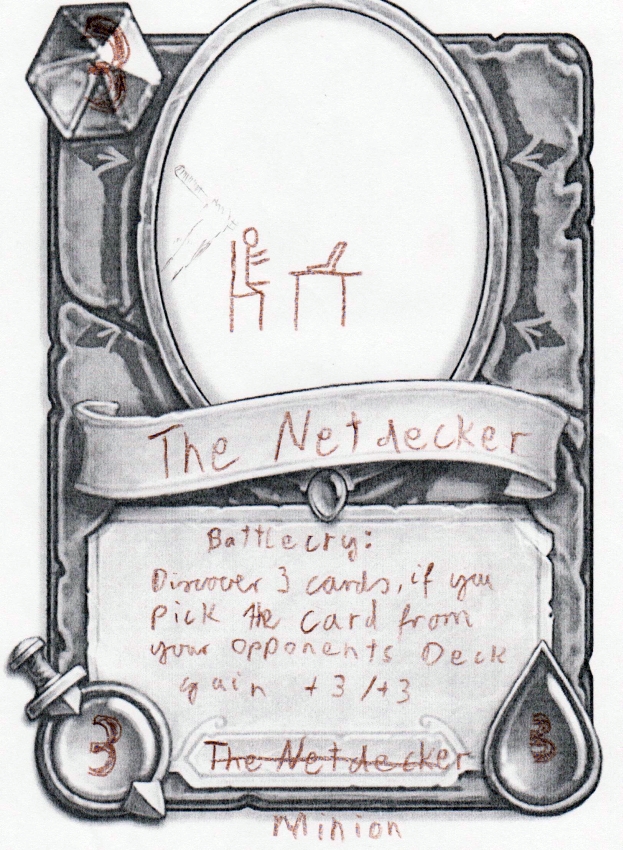 3
The Netdecker
Battlecry:
Discover 3 cards, if you
pick the card from
your opponents Deck
gain +3/+3
3
The Netdecker
3
Minion